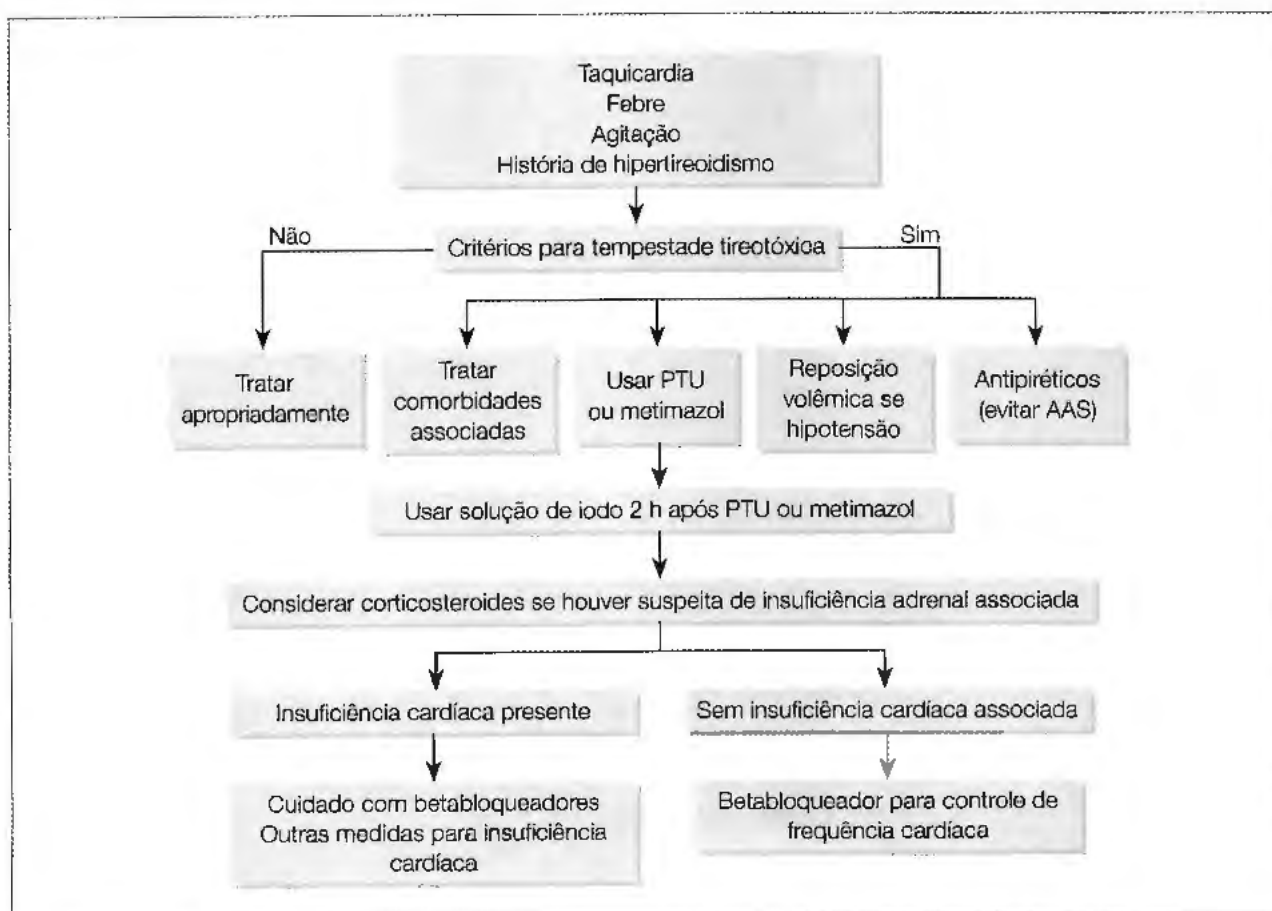 Taquicardia
Febre
Agitação
História de hipertireoidismo
Não
Critérios para tempestade tireotóxica
Sim
Tratar
apropriadamente
Tratar
comorbidades
associadas
Usar PTU
ou metimazol
Reposição
volêmica se
hipotensão
Antipiréticos
(evitar AAS)
Usar solução de iodo 2 h após PTU ou metimazol
Considerar corticosteroides se houver suspeita de insuficiência adrenal associada
Insuficiência cardíaca presente
Sem insuficiência cardíaca associada
Cuidado com betabloqueadores
Outras medidas para insuficiência
cardíaca
Betabloqueador para controle de
frequência cardíaca